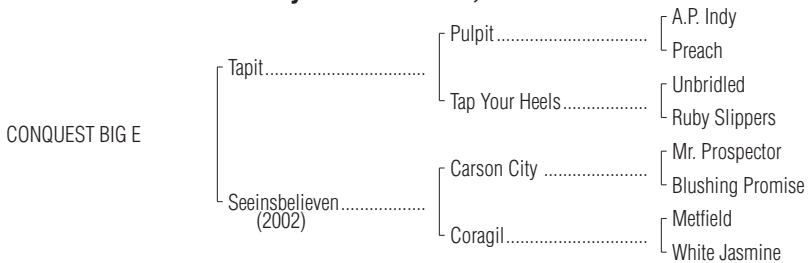 A.P. Indy
Pulpit
Preach
Tapit
Unbridled
Tap Your Heels
Ruby Slippers
CONQUEST BIG E
Mr. Prospector
Carson City
Blushing Promise
Seeinsbelieven
(2002)
Metfield
Coragil
White Jasmine